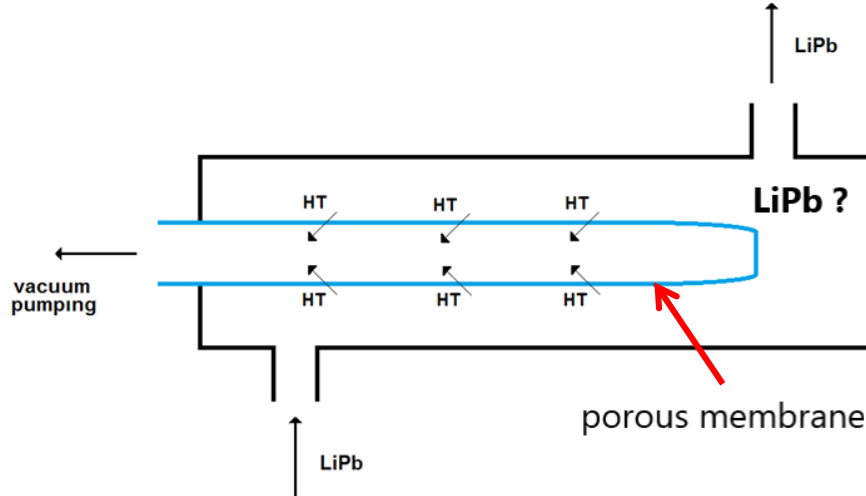 LiPb
HT HT HT
LiPb ?
vacuum
pumping
HT HT HT
porous membrane
LiPb